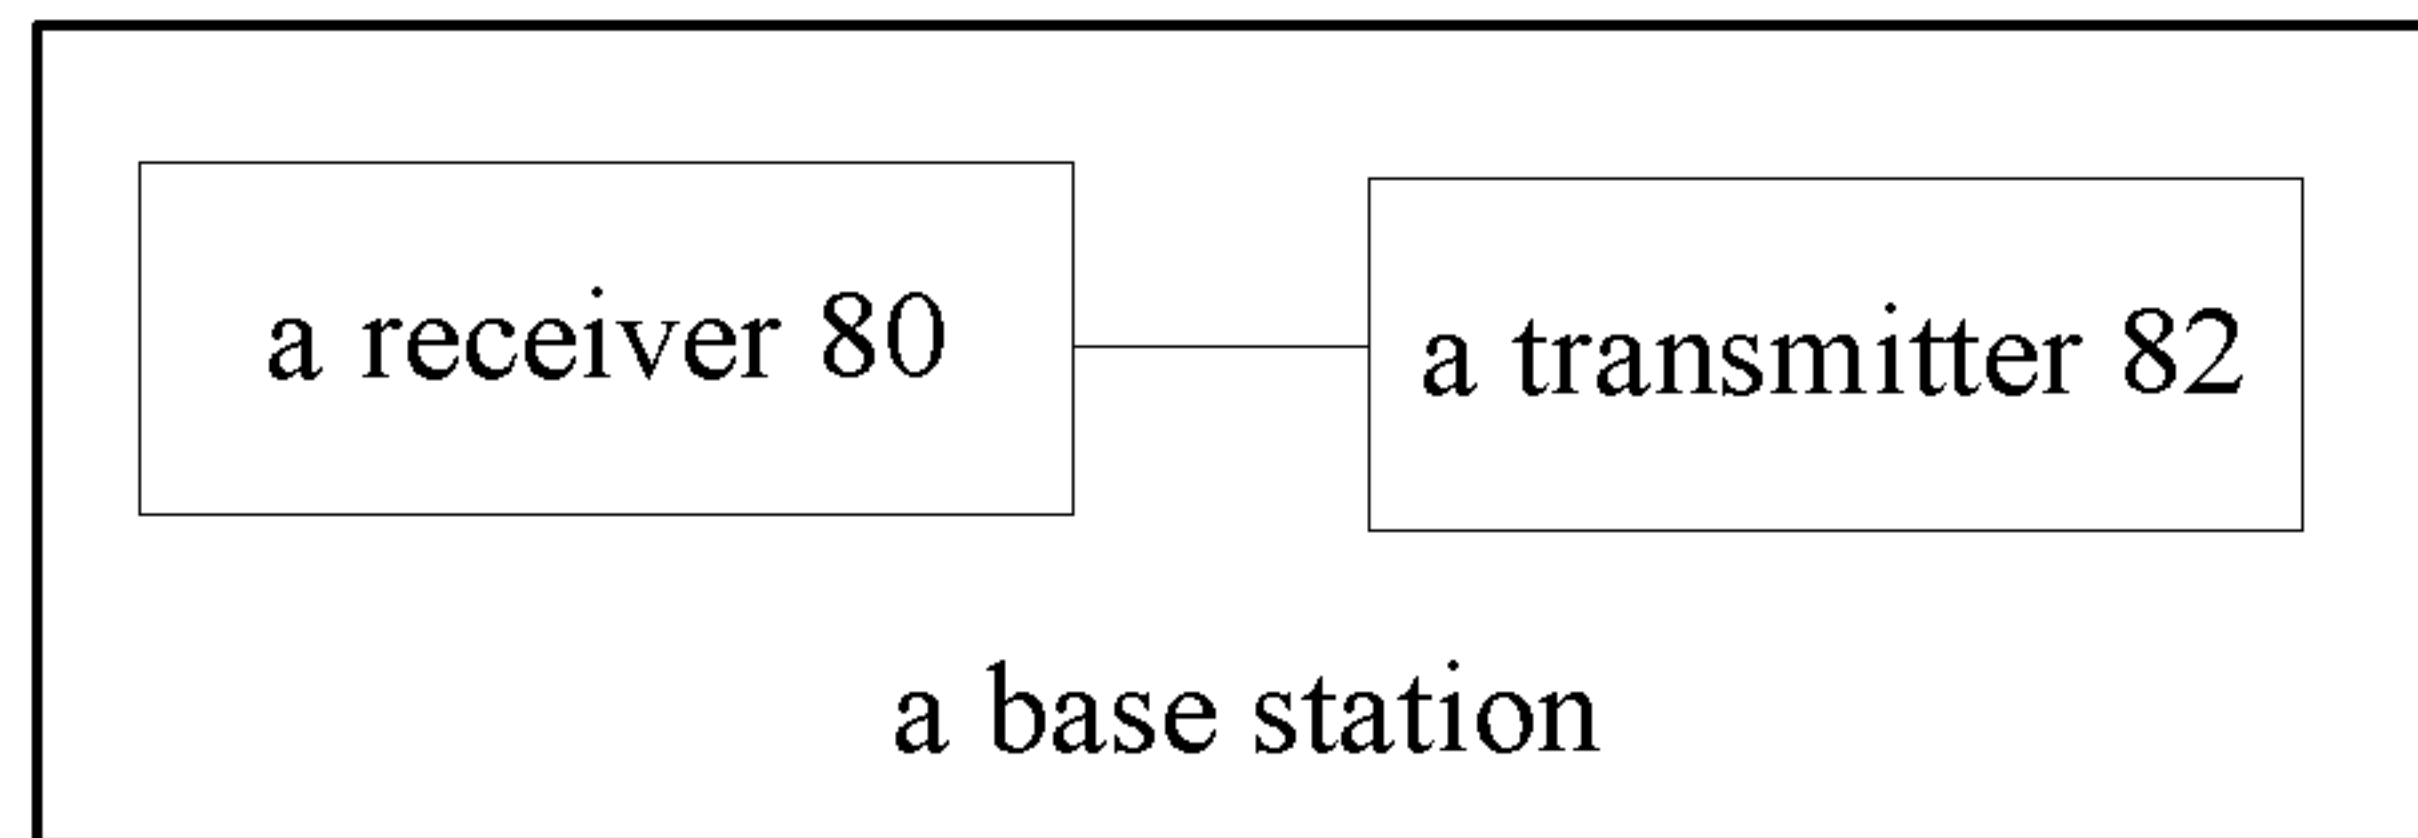 a receiver 80
a transmitter 82
a base station